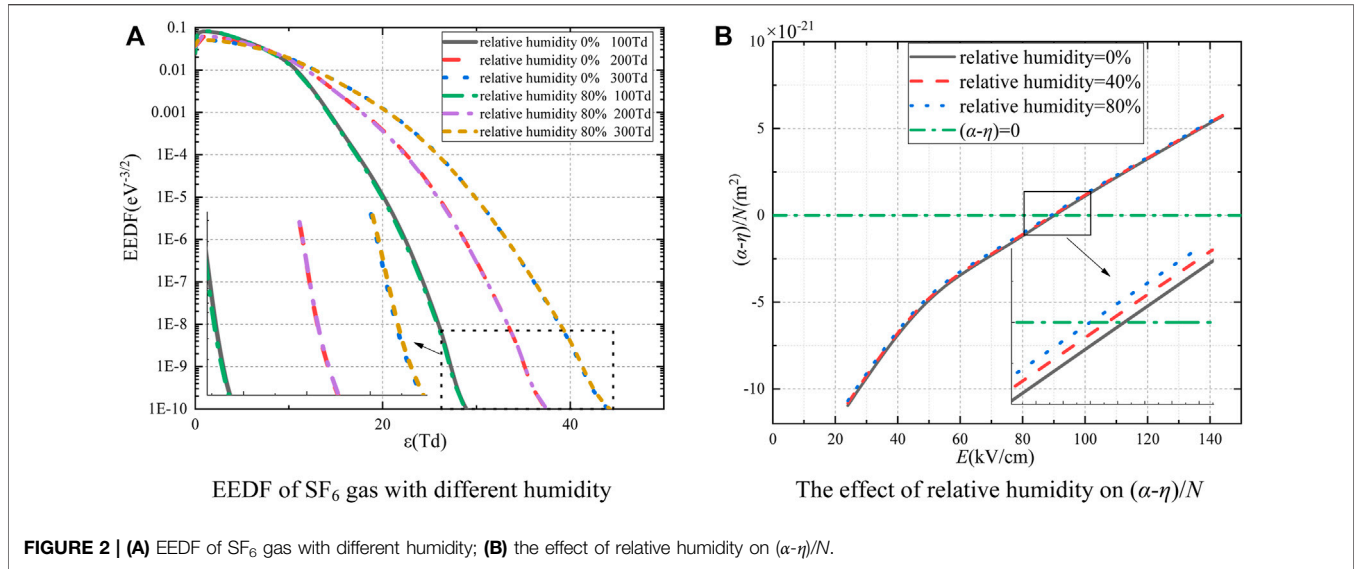 A
0.1
0.01
0.001
1E-4
1E-5
1E-6
1E-7
1E-8
1E-9
1E-10
EEDF(eV-3/2)
relative humidity 0% 100Td
relative humidity 0% 200Td
relative humidity 0% 300Td
relative humidity 80% 100Td
relative humidity 80% 200Td
relative humidity 80% 300Td
0 20 40
ε(Td)
EEDF of SF6 gas with different humidity
B
10 ×10-21
5
0
-5
-10
(α-η)/N(m2)
relative humidity=0%
relative humidity=40%
relative humidity=80%
(α-η)=0
0 20 40 60 80 100 120 140
E(kV/cm)
The effect of relative humidity on (α-η)/N
FIGURE 2 | (A) EEDF of SF6 gas with different humidity; (B) the effect of relative humidity on (α-η)/N.